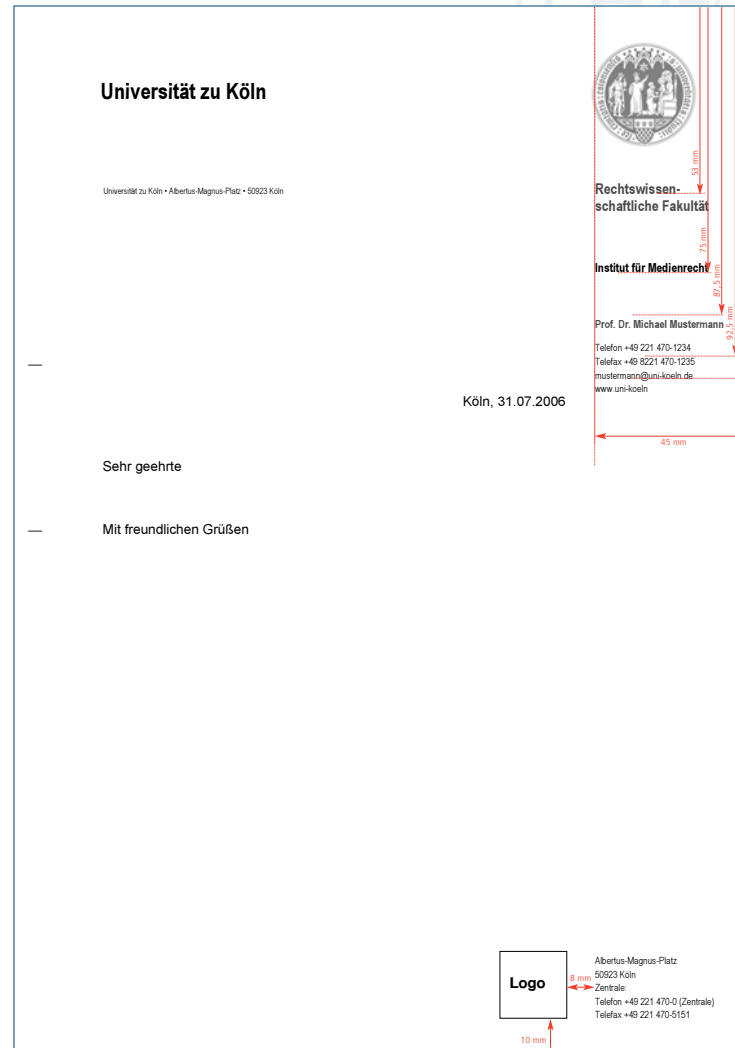 Universität zu Köln
53 mm
Universität zu Köln • Albertus-Magnus-Platz • 50923 Köln
Rechtswissen-
schaftliche Fakultät
75 mm
Institut für Medienrecht
87,5 mm
Prof. Dr. Michael Mustermann
92,5 mm
Telefon +49 221 470-1234
Telefax +49 8221 470-1235
mustermann@uni-koeln.de
www.uni-koeln
Köln, 31.07.2006
45 mm
Sehr geehrte
Mit freundlichen Grüßen
Logo
8 mm
Albertus-Magnus-Platz
50923 Köln
Zentrale:
Telefon +49 221 470-0 (Zentrale)
Telefax +49 221 470-5151
10 mm